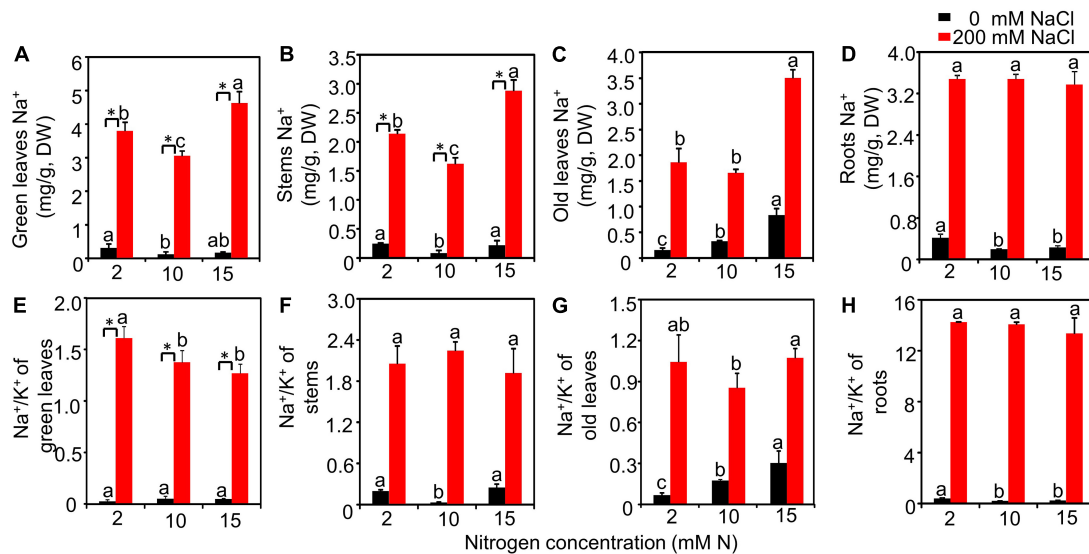 0 mM NaCl
200 mM NaCl
A
Green leaves Na⁺
(mg/g, DW)
6
5
4
3
2
1
0
a
*
b
*
c
*
a
b
ab
2
10
15
B
Stems Na⁺
(mg/g, DW)
3.5
3.0
2.5
2.0
1.5
1.0
0.5
0
a
*
b
*
c
b
*
a
a
2
10
15
C
Old leaves Na⁺
(mg/g, DW)
4.0
3.5
3.0
2.5
2.0
1.5
1.0
0.5
0
c
b
b
b
a
a
2
10
15
D
Roots Na⁺
(mg/g, DW)
4.0
3.2
2.4
1.6
0.8
0
a
a
b
a
b
a
2
10
15
E
Na⁺/K⁺ of
green leaves
2.0
1.5
1.0
0.5
0
a
*
a
a
*
b
a
*
b
2
10
15
F
Na⁺/K⁺ of
stems
3.0
2.4
1.8
1.2
0.6
0
a
a
b
a
a
a
2
10
15
G
Na⁺/K⁺ of
old leaves
1.5
1.2
0.9
0.6
0.3
0
c
ab
b
b
a
a
2
10
15
H
Na⁺/K⁺ of
roots
16
12
8
4
0
a
a
b
a
b
a
2
10
15
Nitrogen concentration (mM N)